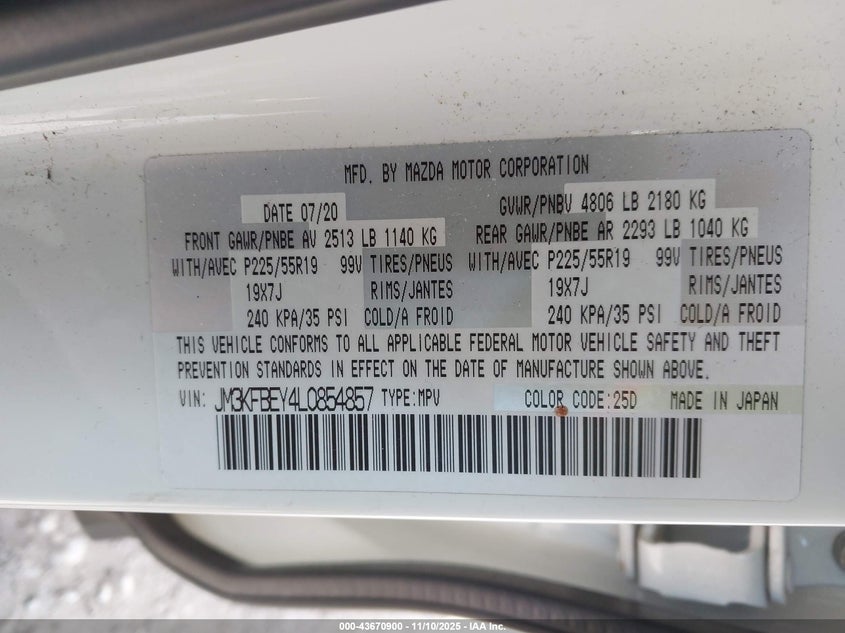 MFD. BY MAZDA MOTOR CORPORATION
DATE 07/20 GVWR/PNBV 4806 LB 2180 KG
FRONT GAWR/PNBE AV 2513 LB 1140 KG REAR GAWR/PNBE AR 2293 LB 1040 KG
WITH/AVEC P225/55R19 99V TIRES/PNEUS WITH/AVEC P225/55R19 99V TIRES/PNEUS
19X7J RIMS/JANTES 19X7J RIMS/JANTES
240 KPA/35 PSI COLD/A FROID 240 KPA/35 PSI COLD/A FROID
THIS VEHICLE CONFORMS TO ALL APPLICABLE FEDERAL MOTOR VEHICLE SAFETY AND THEFT
PREVENTION STANDARDS IN EFFECT ON THE DATE OF MANUFACTURE SHOWN ABOVE.
VIN: JM3KFBEY4L0854857 TYPE:MPV COLOR CODE:25D MADE IN JAPAN
000-43670900 - 11/10/2025 - IAA Inc.